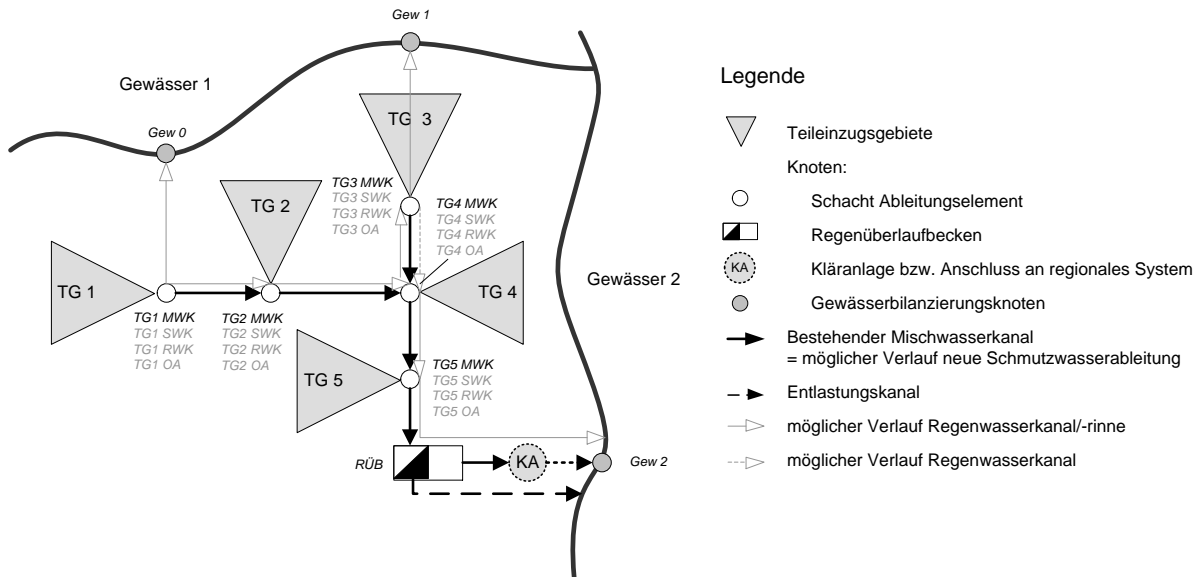 Gew 1
Gewässer 1
Gew 0
TG 3
TG 2
TG3 MWK
TG3 SWK
TG3 RWK
TG3 OA
TG4 MWK
TG4 SWK
TG4 RWK
TG4 OA
TG 1
TG 4
Gewässer 2
TG1 MWK
TG1 SWK
TG1 RWK
TG1 OA
TG2 MWK
TG2 SWK
TG2 RWK
TG2 OA
TG 5
TG5 MWK
TG5 SWK
TG5 RWK
TG5 OA
RÜB
KA
Gew 2
Legende
Teileinzugsgebiete
Knoten:
Schacht Ableitungselement
Regenüberlaufbecken
KA
Kläranlage bzw. Anschluss an regionales System
Gewässerbilanzierungsknoten
Bestehender Mischwasserkanal
= möglicher Verlauf neue Schmutzwasserableitung
Entlastungskanal
möglicher Verlauf Regenwasserkanal/-rinne
möglicher Verlauf Regenwasserkanal